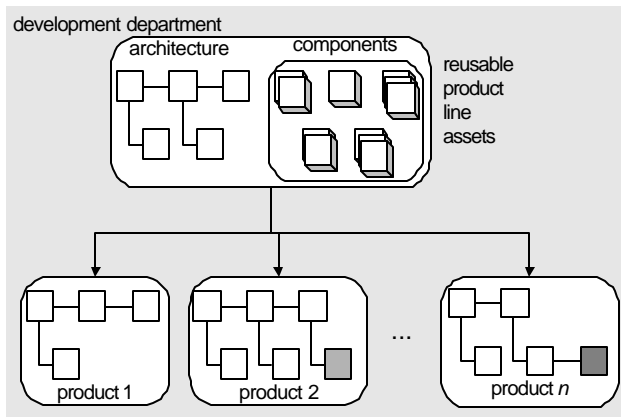 development department
architecture
components
reusable
product
line
assets
...
product 1
product 2
product n